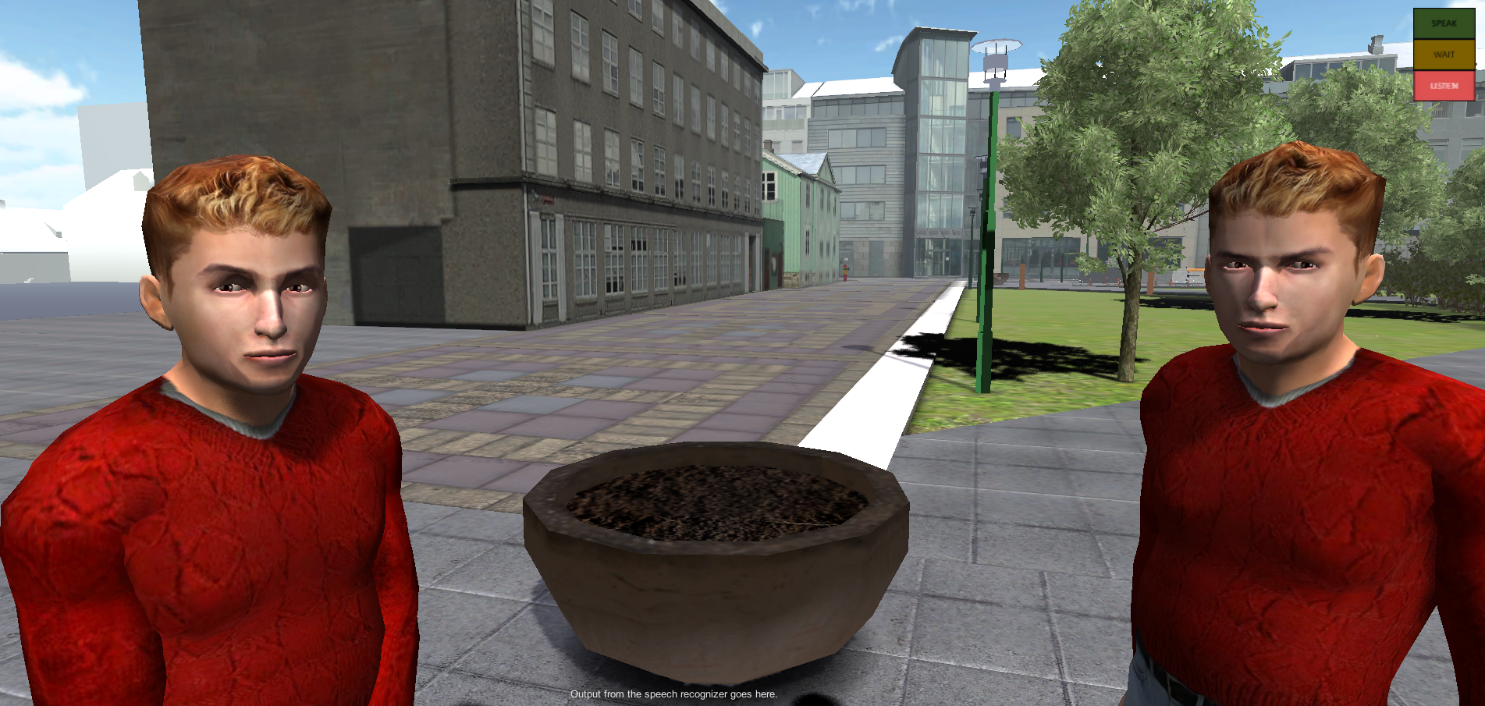 SPEAK
WAIT
LISTEN
Output from the speech recognizer goes here.